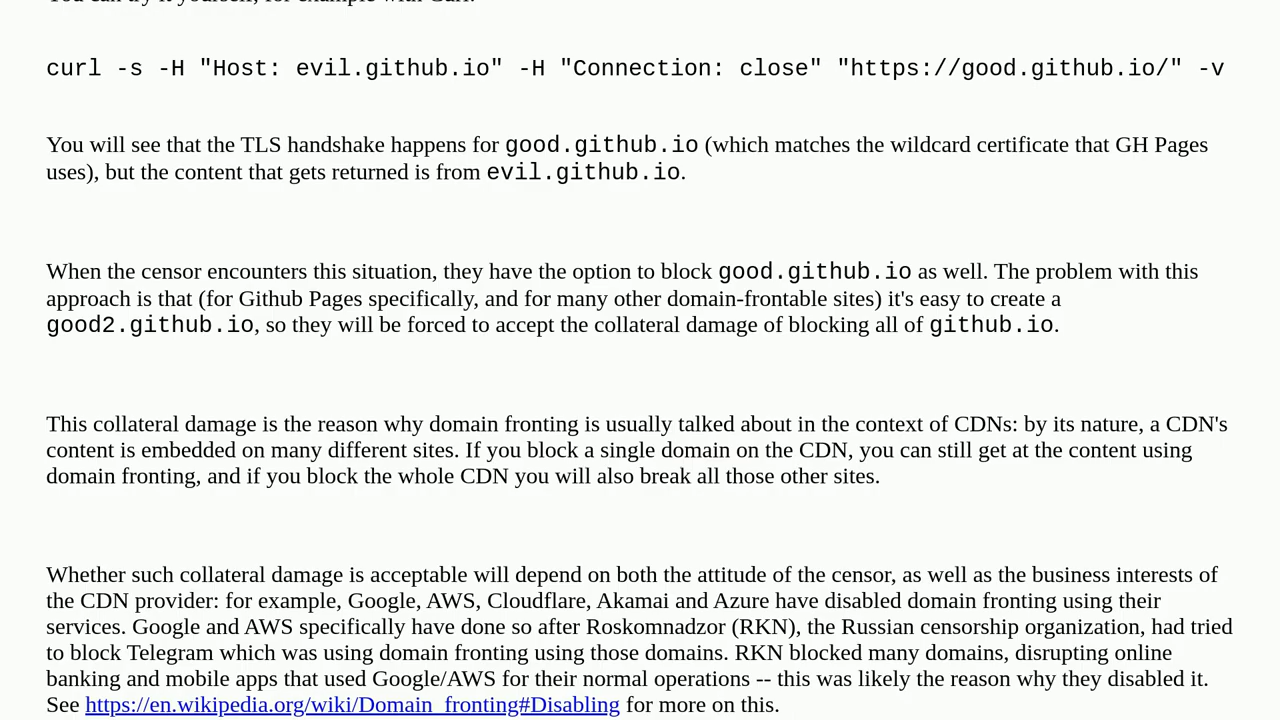 You can try it yourself, for example with Curl:
curl -s -H "Host: evil.github.io" -H "Connection: close" "https://good.github.io/" -v
You will see that the TLS handshake happens for good.github.io (which matches the wildcard certificate that GH Pages
uses), but the content that gets returned is from evil.github.io.
When the censor encounters this situation, they have the option to block good.github.io as well. The problem with this
approach is that (for Github Pages specifically, and for many other domain-frontable sites) it's easy to create a
good2.github.io, so they will be forced to accept the collateral damage of blocking all of github.io.
This collateral damage is the reason why domain fronting is usually talked about in the context of CDNs: by its nature, a CDN's
content is embedded on many different sites. If you block a single domain on the CDN, you can still get at the content using
domain fronting, and if you block the whole CDN you will also break all those other sites.
Whether such collateral damage is acceptable will depend on both the attitude of the censor, as well as the business interests of
the CDN provider: for example, Google, AWS, Cloudflare, Akamai and Azure have disabled domain fronting using their
services. Google and AWS specifically have done so after Roskomnadzor (RKN), the Russian censorship organization, had tried
to block Telegram which was using domain fronting using those domains. RKN blocked many domains, disrupting online
banking and mobile apps that used Google/AWS for their normal operations -- this was likely the reason why they disabled it.
See https://en.wikipedia.org/wiki/Domain_fronting#Disabling for more on this.